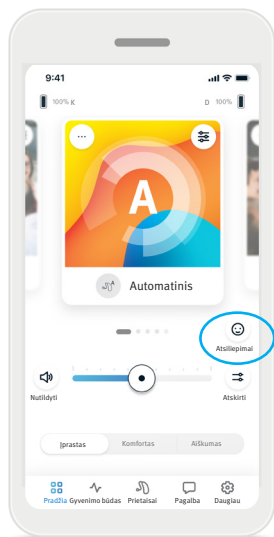 9:41
100% K
D 100%
A
Automatinis
Atsiliepimai
Nutildyti
Atskirti
Įprastas Komfortas Aiškumas
Pradžia Gyvenimo būdas Prietaisai Pagalba Daugiau